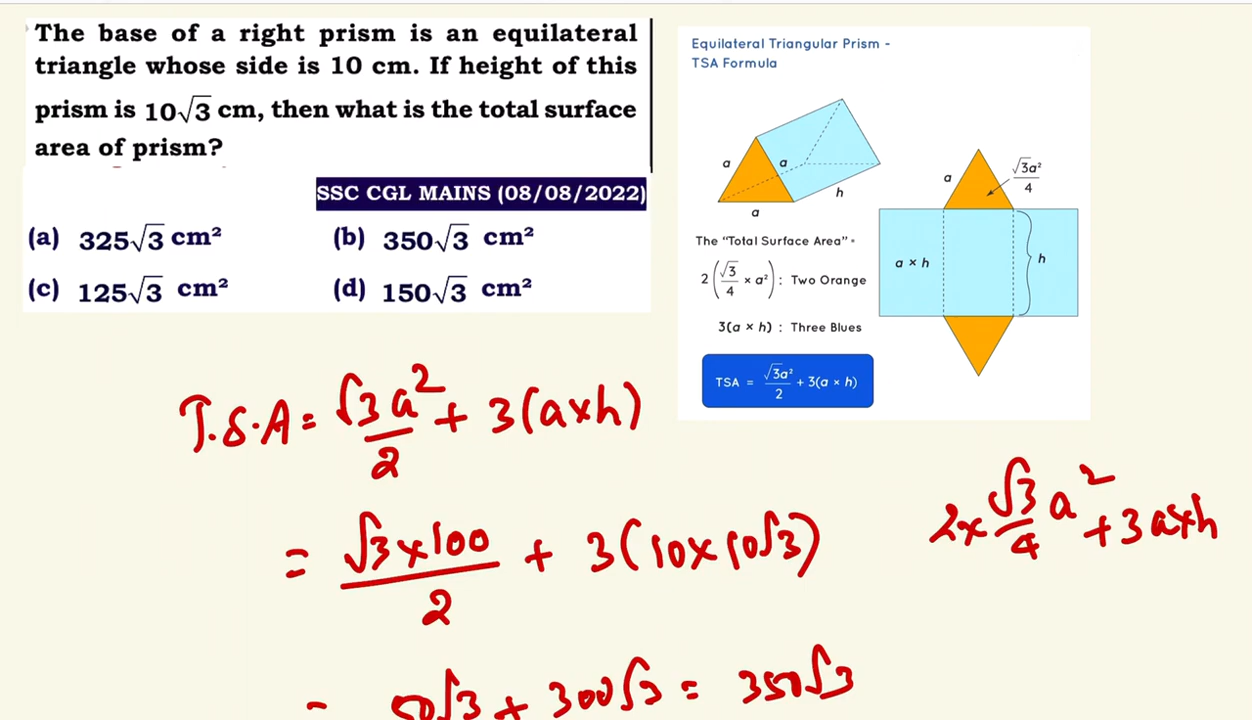 The base of a right prism is an equilateral
triangle whose side is 10 cm. If height of this
prism is 10√3 cm, then what is the total surface
area of prism?
SSC CGL MAINS (08/08/2022)
(a) 325√3 cm² (b) 350√3 cm²
(c) 125√3 cm² (d) 150√3 cm²
Equilateral Triangular Prism -
TSA Formula
a
a
a
h
a
√3a²/4
a × h
h
The “Total Surface Area” =
2(√3/4 × a²) : Two Orange
3(a × h) : Three Blues
TSA = √3a²/2 + 3(a × h)
T.S.A = √3a²/2 + 3(a×h)
= √3×100/2 + 3(10×10√3)
= 50√3 + 300√3 = 350√3
2×√3/4 a² + 3a×h